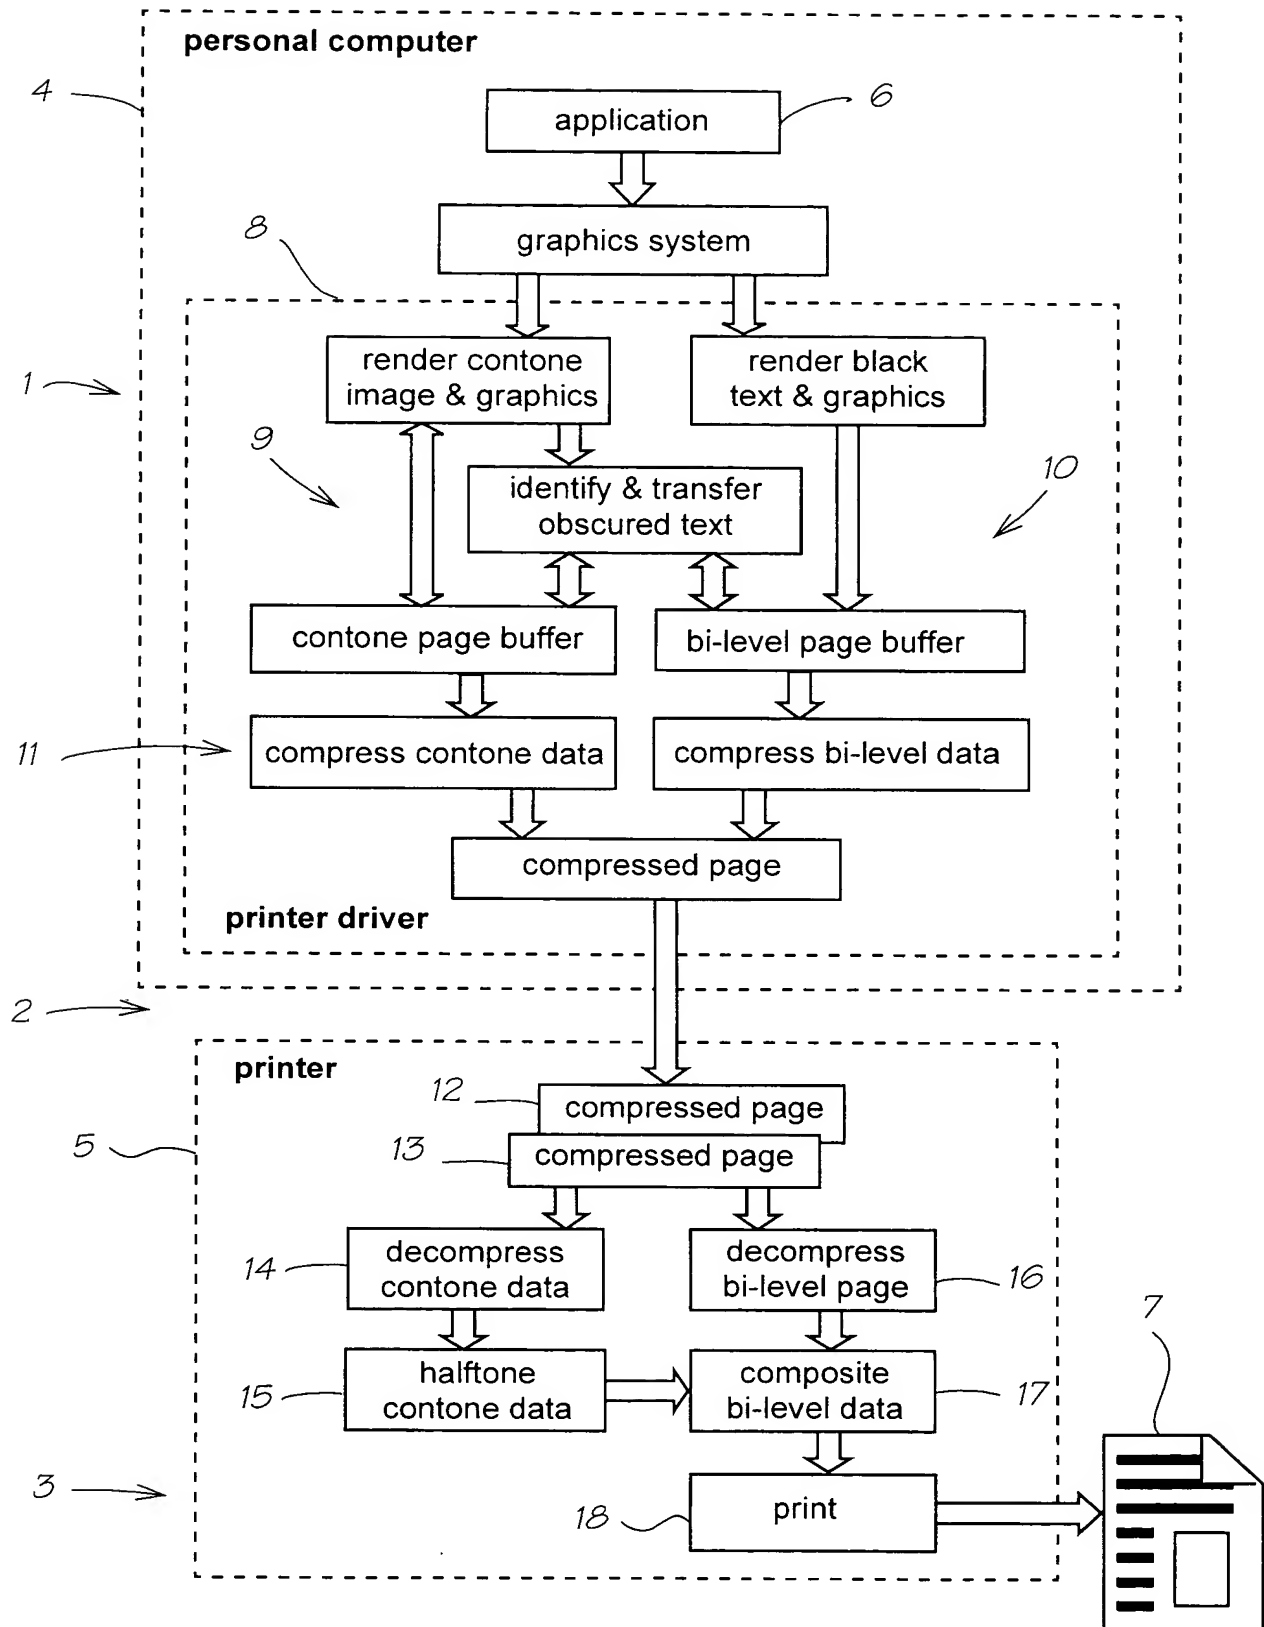 personal computer
4
application
6
graphics system
8
render contone
image & graphics
render black
text & graphics
1
9
identify & transfer
obscured text
10
contone page buffer
bi-level page buffer
11
compress contone data
compress bi-level data
compressed page
printer driver
2
printer
12
compressed page
5
13
compressed page
14
decompress
contone data
decompress
bi-level page
16
7
15
halftone
contone data
composite
bi-level data
17
3
18
print